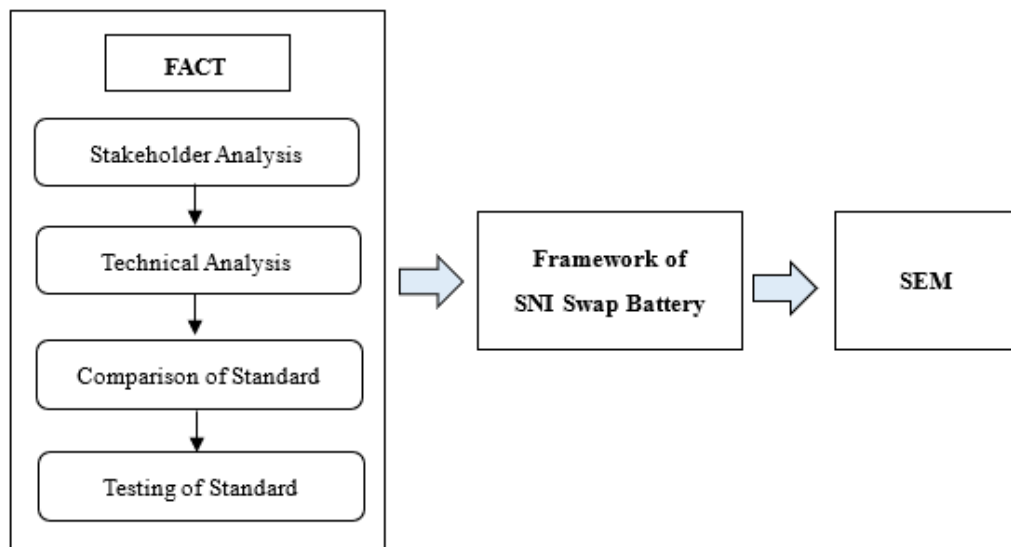 FACT
Stakeholder Analysis
Technical Analysis
Comparison of Standard
Testing of Standard
Framework of
SNI Swap Battery
SEM